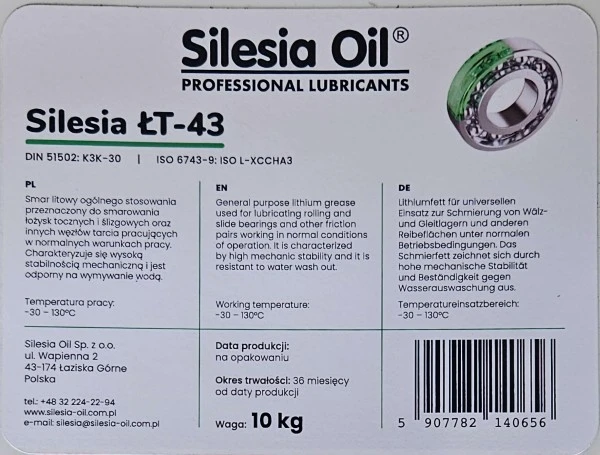 Silesia Oil®
PROFESSIONAL LUBRICANTS
Silesia ŁT-43
DIN 51502: K3K-30 | ISO 6743-9: ISO L-XCCHA3
PL
Smar litowy ogólnego stosowania
przeznaczony do smarowania
łożysk tocznych i ślizgowych oraz
innych węzłów tarcia pracujących
w normalnych warunkach pracy.
Charakteryzuje się wysoką
stabilnością mechaniczną i jest
odporny na wymywanie wodą.
Temperatura pracy:
-30 – 130°C
EN
General purpose lithium grease
used for lubricating rolling and
slide bearings and other friction
pairs working in normal conditions
of operation. It is characterized
by high mechanic stability and it is
resistant to water wash out.
Working temperature:
-30 – 130°C
DE
Lithiumfett für universellen
Einsatz zur Schmierung von Wälz-
und Gleitlagern und anderen
Reibeflächen unter normalen
Betriebsbedingungen. Das
Schmierfett zeichnet sich durch
hohe mechanische Stabilität
und Beständigkeit gegen
Wasserauswaschung aus.
Temperatureinsatzbereich:
-30 – 130°C
Silesia Oil Sp. z o.o.
ul. Wapienna 2
43-174 Łaziska Górne
Polska
tel.: +48 32 224-22-94
www.silesia-oil.com.pl
e-mail: silesia@silesia-oil.com.pl
Data produkcji:
na opakowaniu
Okres trwałości: 36 miesięcy
od daty produkcji
Waga: 10 kg
5 907782 140656